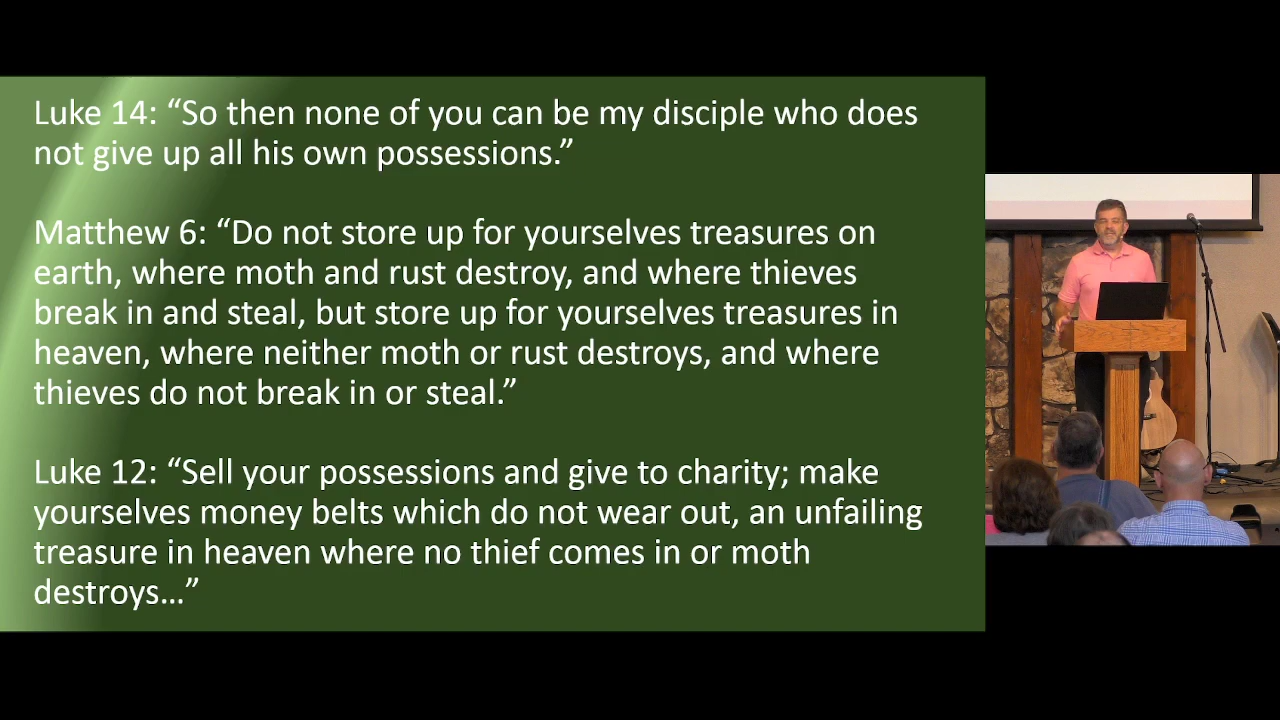 Luke 14: “So then none of you can be my disciple who does
not give up all his own possessions.”
Matthew 6: “Do not store up for yourselves treasures on
earth, where moth and rust destroy, and where thieves
break in and steal, but store up for yourselves treasures in
heaven, where neither moth or rust destroys, and where
thieves do not break in or steal.”
Luke 12: “Sell your possessions and give to charity; make
yourselves money belts which do not wear out, an unfailing
treasure in heaven where no thief comes in or moth
destroys…”